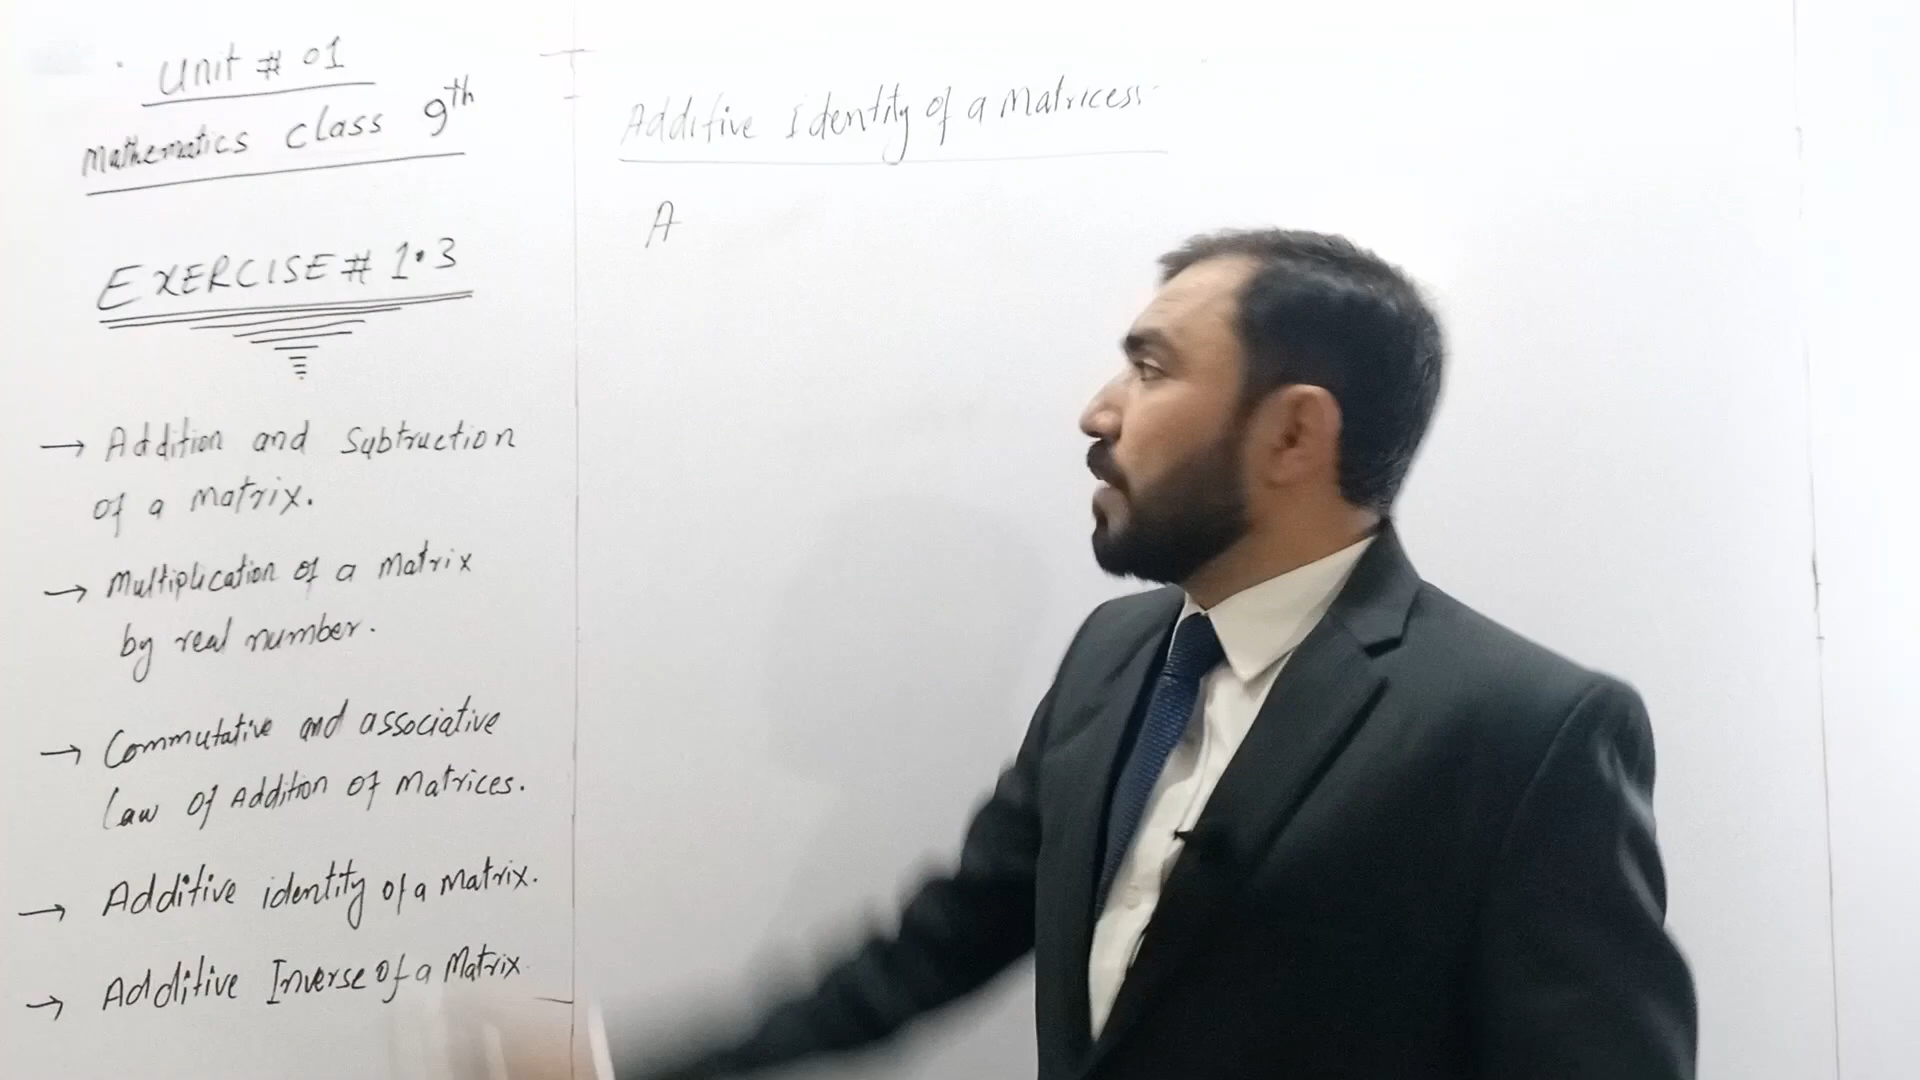 Unit # 01
Mathematics class 9th
EXERCISE # 1.3
→ Addition and Subtruction
of a matrix.
→ Multiplication of a matrix
by real number.
→ Commutative and associative
law of Addition of Matrices.
→ Additive identity of a Matrix.
→ Additive Inverse of a Matrix.
Additive identity of a Matricess:
A